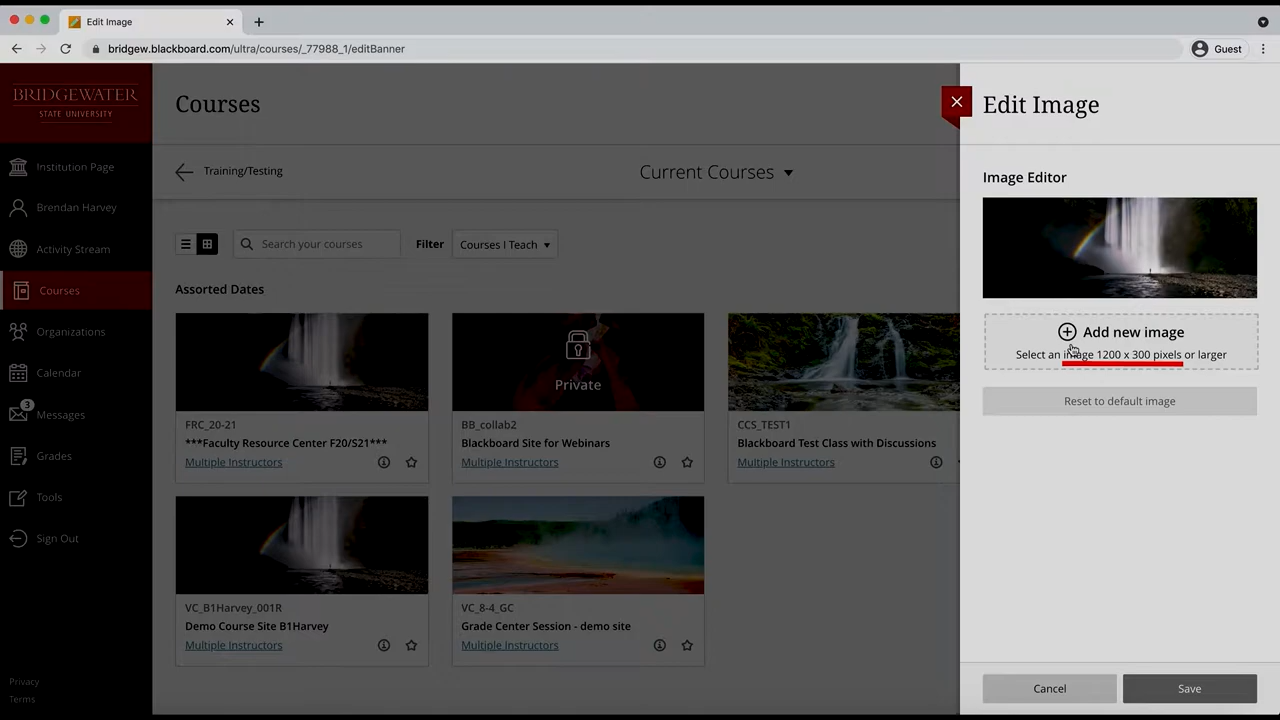 Edit Image
bridgew.blackboard.com/ultra/courses/_77988_1/editBanner
Guest
BRIDGEWATER
STATE UNIVERSITY
Institution Page
Brendan Harvey
Activity Stream
Courses
Organizations
Calendar
3
Messages
Grades
Tools
Sign Out
Privacy
Terms
Courses
Training/Testing
Current Courses
Search your courses
Filter
Courses I Teach
Assorted Dates
FRC_20-21
***Faculty Resource Center F20/S21***
Multiple Instructors
Private
BB_collab2
Blackboard Site for Webinars
Multiple Instructors
CCS_TEST1
Blackboard Test Class with Discussions
Multiple Instructors
VC_B1Harvey_001R
Demo Course Site B1Harvey
Multiple Instructors
VC_8-4_GC
Grade Center Session - demo site
Multiple Instructors
Edit Image
Image Editor
Add new image
Select an image 1200 x 300 pixels or larger
Reset to default image
Cancel
Save